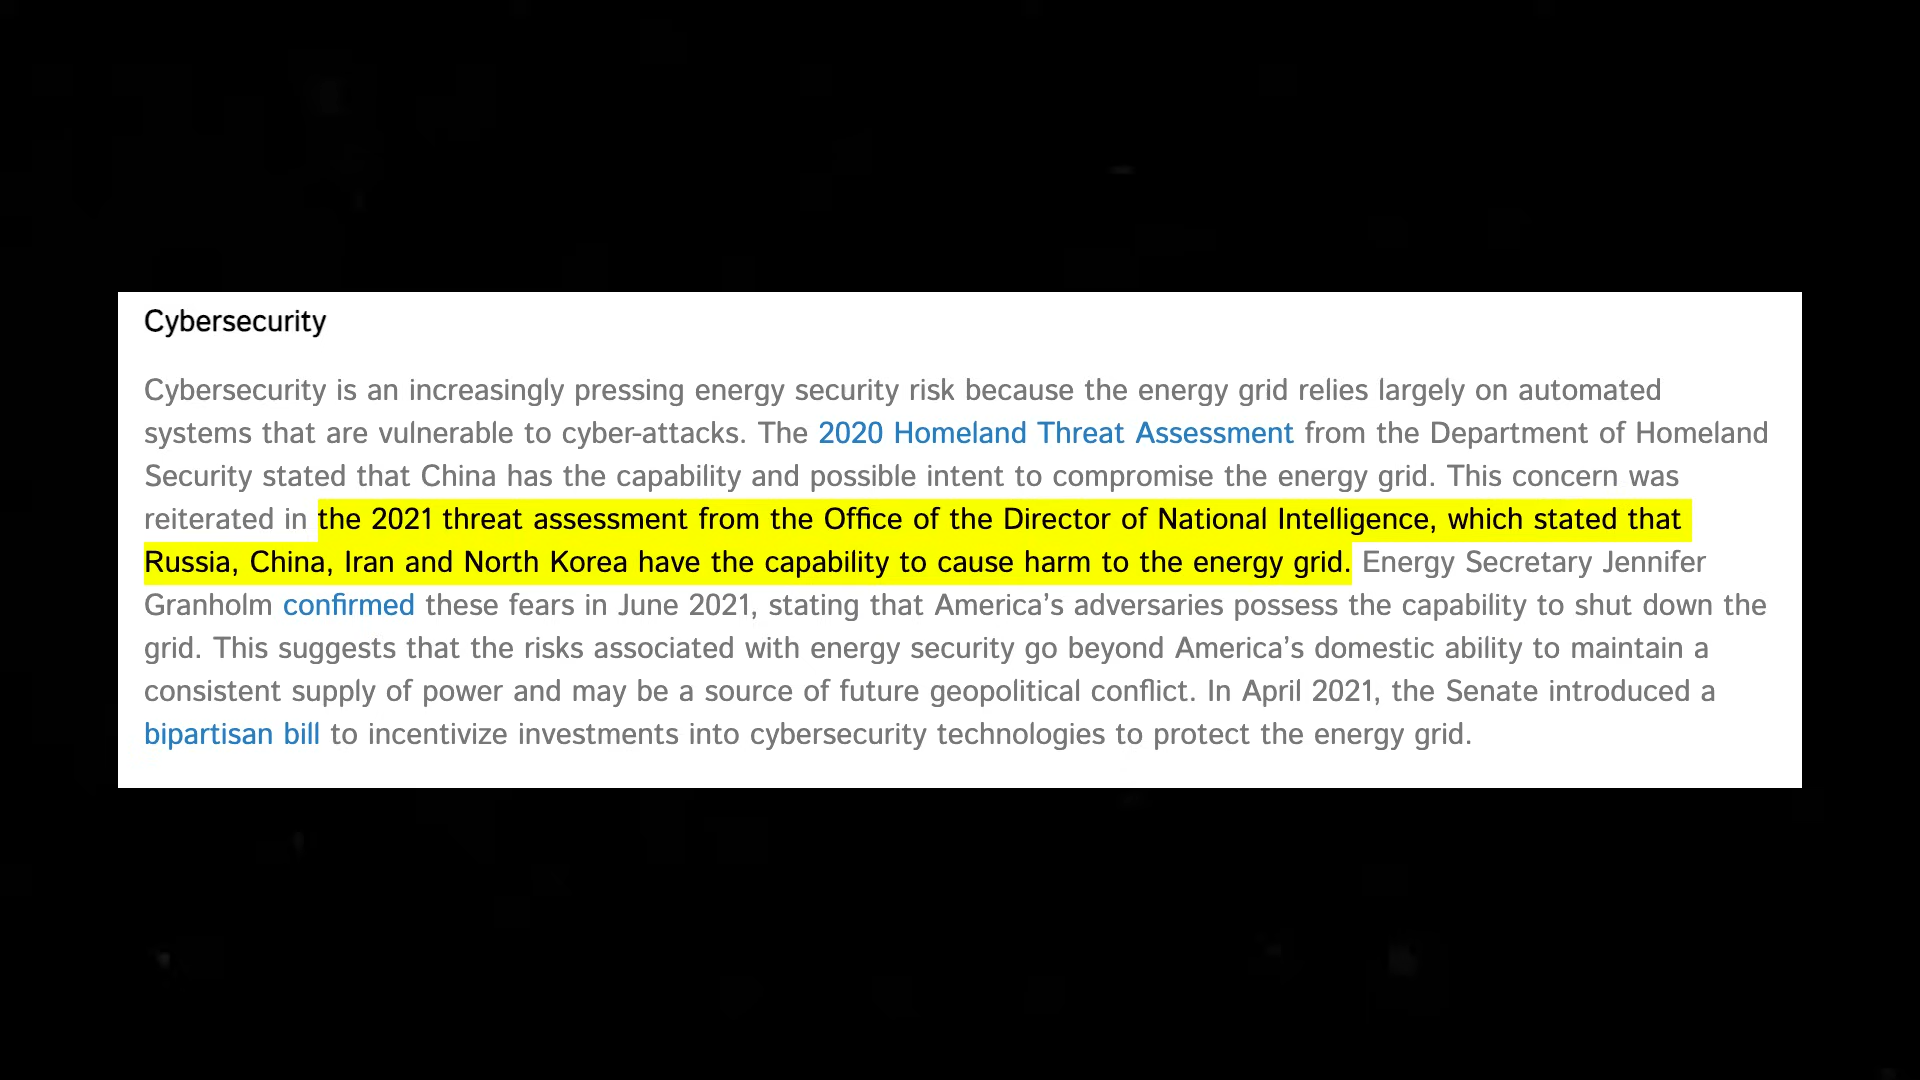 Cybersecurity
Cybersecurity is an increasingly pressing energy security risk because the energy grid relies largely on automated
systems that are vulnerable to cyber-attacks. The 2020 Homeland Threat Assessment from the Department of Homeland
Security stated that China has the capability and possible intent to compromise the energy grid. This concern was
reiterated in the 2021 threat assessment from the Office of the Director of National Intelligence, which stated that
Russia, China, Iran and North Korea have the capability to cause harm to the energy grid. Energy Secretary Jennifer
Granholm confirmed these fears in June 2021, stating that America’s adversaries possess the capability to shut down the
grid. This suggests that the risks associated with energy security go beyond America’s domestic ability to maintain a
consistent supply of power and may be a source of future geopolitical conflict. In April 2021, the Senate introduced a
bipartisan bill to incentivize investments into cybersecurity technologies to protect the energy grid.